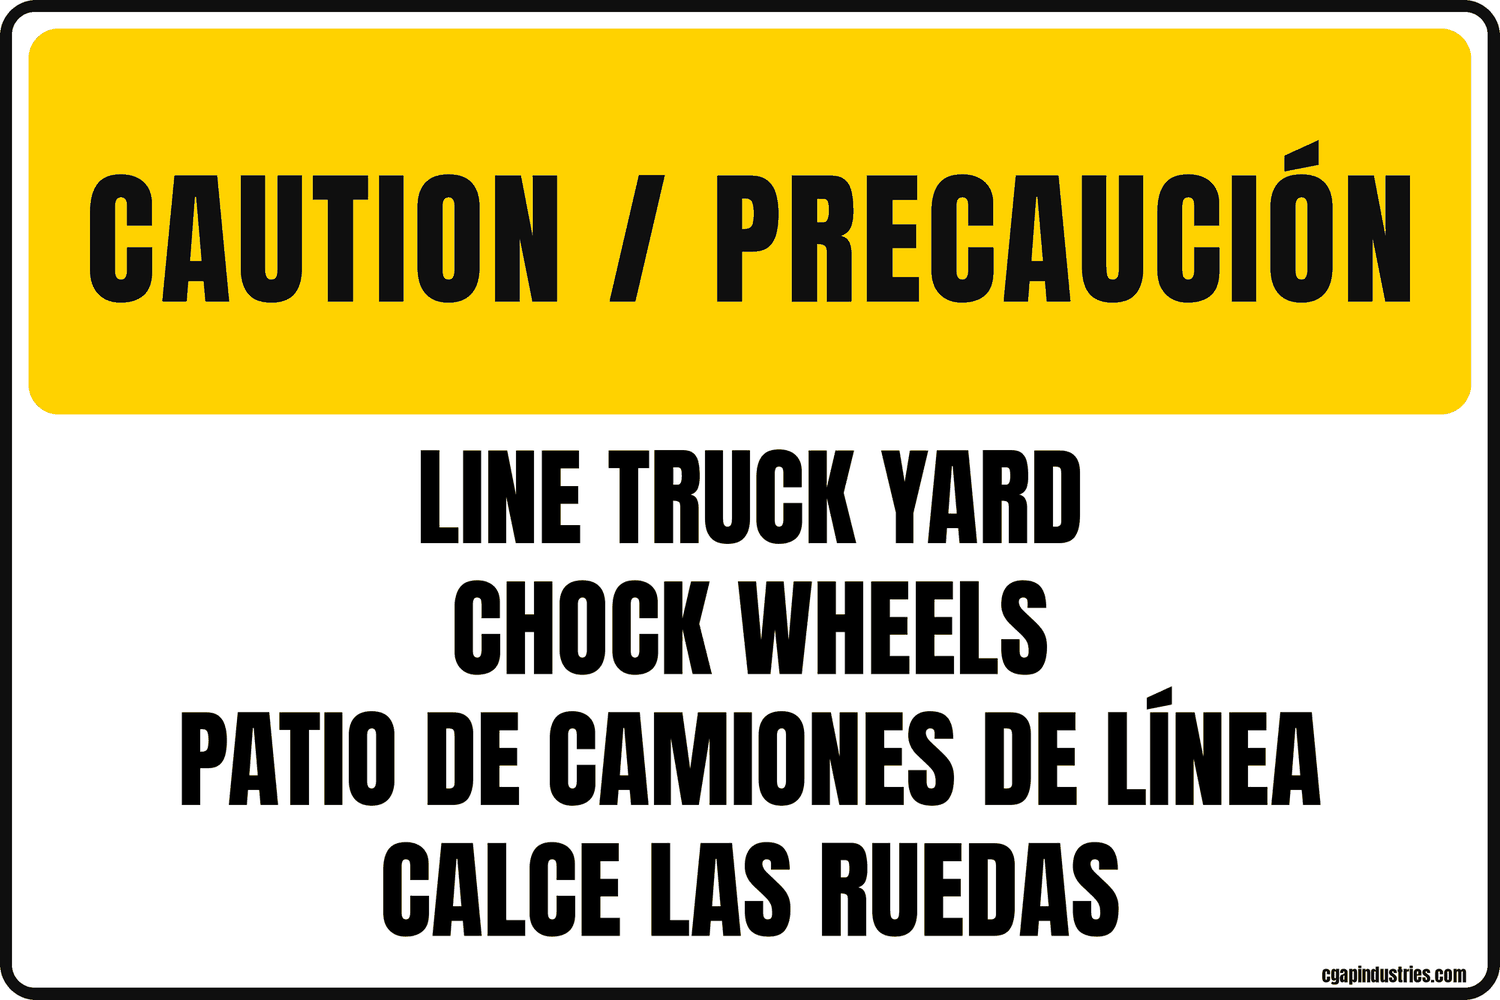 CAUTION / PRECAUCIÓN
LINE TRUCK YARD
CHOCK WHEELS
PATIO DE CAMIONES DE LÍNEA
CALCE LAS RUEDAS
cgapindustries.com